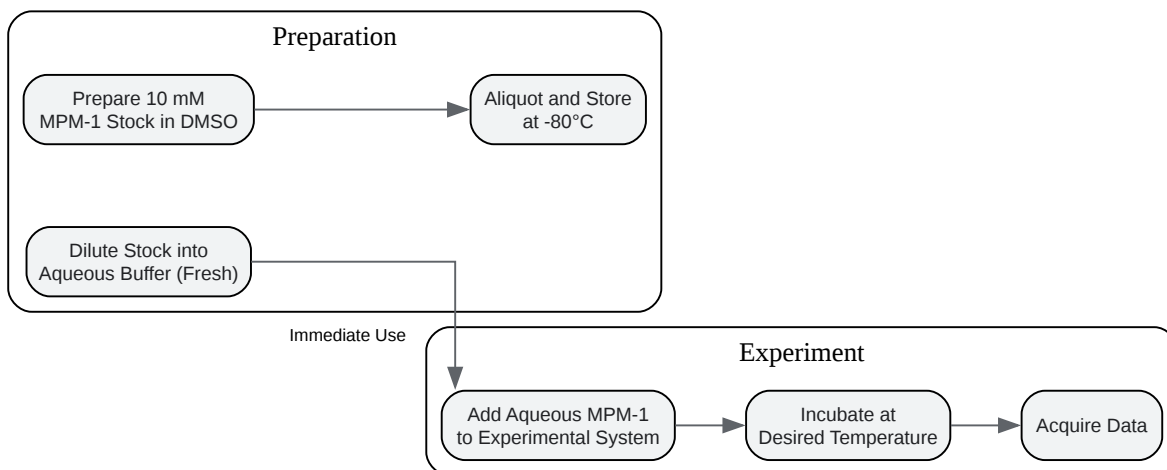 Preparation
Prepare 10 mM
MPM-1 Stock in DMSO
Aliquot and Store
at -80°C
Dilute Stock into
Aqueous Buffer (Fresh)
Immediate Use
Experiment
Add Aqueous MPM-1
to Experimental System
Incubate at
Desired Temperature
Acquire Data